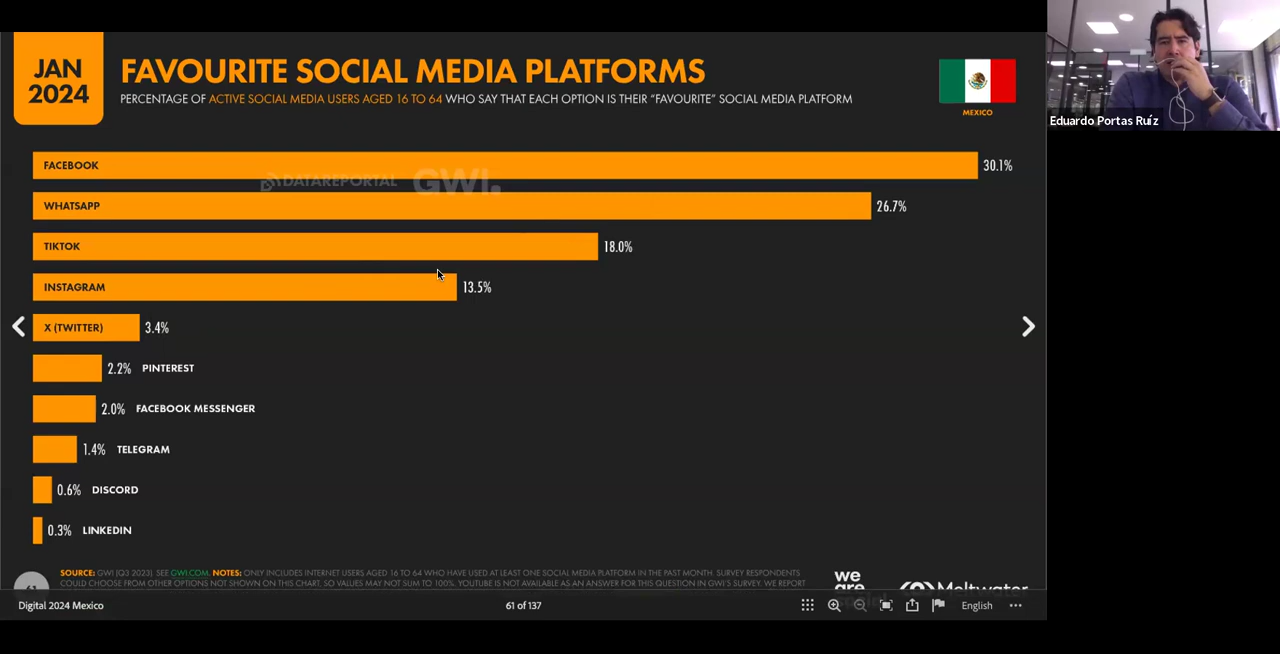 JAN
2024
FAVOURITE SOCIAL MEDIA PLATFORMS
PERCENTAGE OF ACTIVE SOCIAL MEDIA USERS AGED 16 TO 64 WHO SAY THAT EACH OPTION IS THEIR “FAVOURITE” SOCIAL MEDIA PLATFORM
MEXICO
Eduardo Portas Ruíz
FACEBOOK 30.1%
DATAREPORTAL GWI.
WHATSAPP 26.7%
TIKTOK 18.0%
INSTAGRAM 13.5%
X (TWITTER) 3.4%
2.2% PINTEREST
2.0% FACEBOOK MESSENGER
1.4% TELEGRAM
0.6% DISCORD
0.3% LINKEDIN
SOURCE: GWI (Q3 2023). SEE GWI.COM. NOTES: ONLY INCLUDES INTERNET USERS AGED 16 TO 64 WHO HAVE USED AT LEAST ONE SOCIAL MEDIA PLATFORM IN THE PAST MONTH. SURVEY RESPONDENTS
COULD CHOOSE FROM OTHER OPTIONS NOT SHOWN ON THIS CHART, SO VALUES MAY NOT SUM TO 100%. YOUTUBE IS NOT AVAILABLE AS AN ANSWER FOR THIS QUESTION IN GWI'S SURVEY. WE REPORT
we
are
social
Meltwater
Digital 2024 Mexico
61 of 137
English